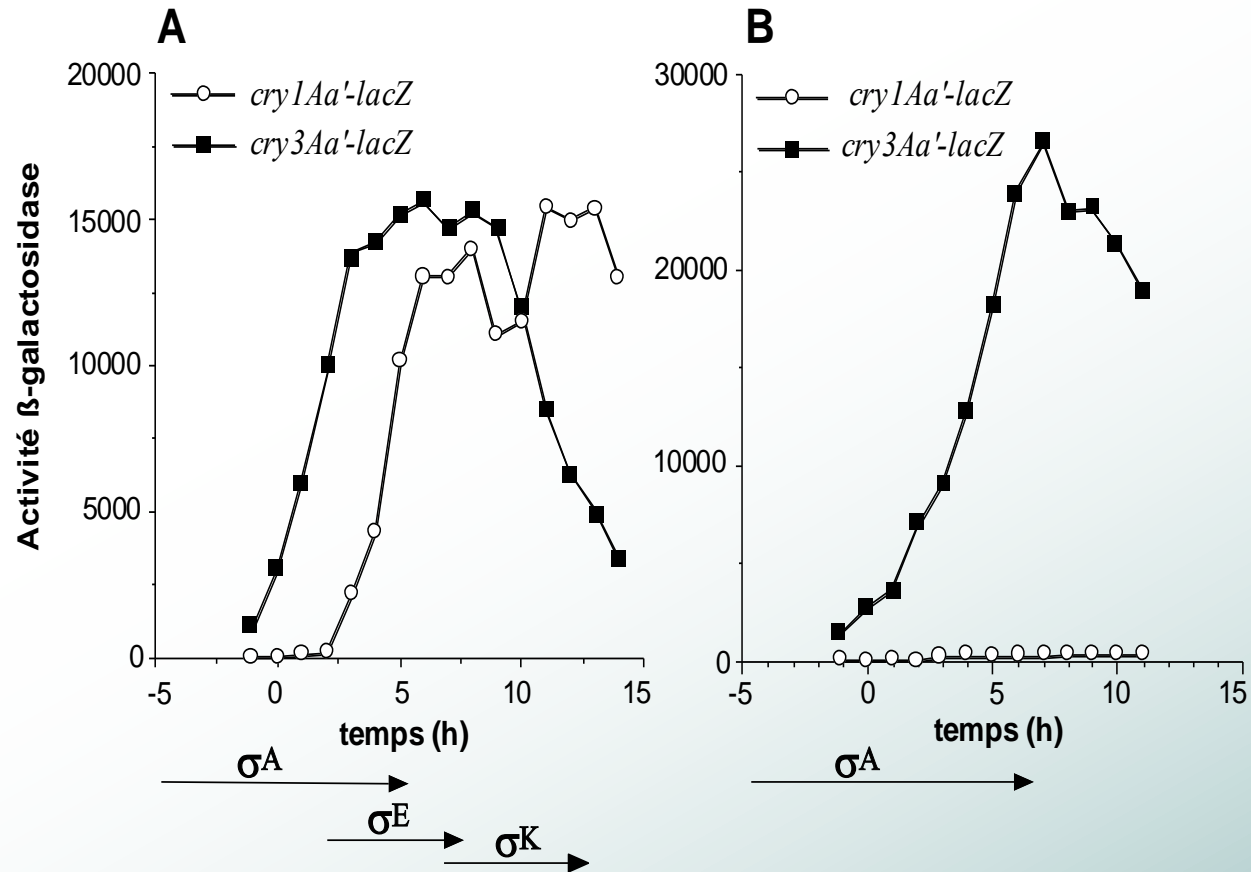 A
20000
15000
10000
5000
0
-5
0
5
10
15
cry1Aa'-lacZ
cry3Aa'-lacZ
Activité ß-galactosidase
temps (h)
σA
σE
σK
B
30000
20000
10000
0
-5
0
5
10
15
cry1Aa'-lacZ
cry3Aa'-lacZ
temps (h)
σA